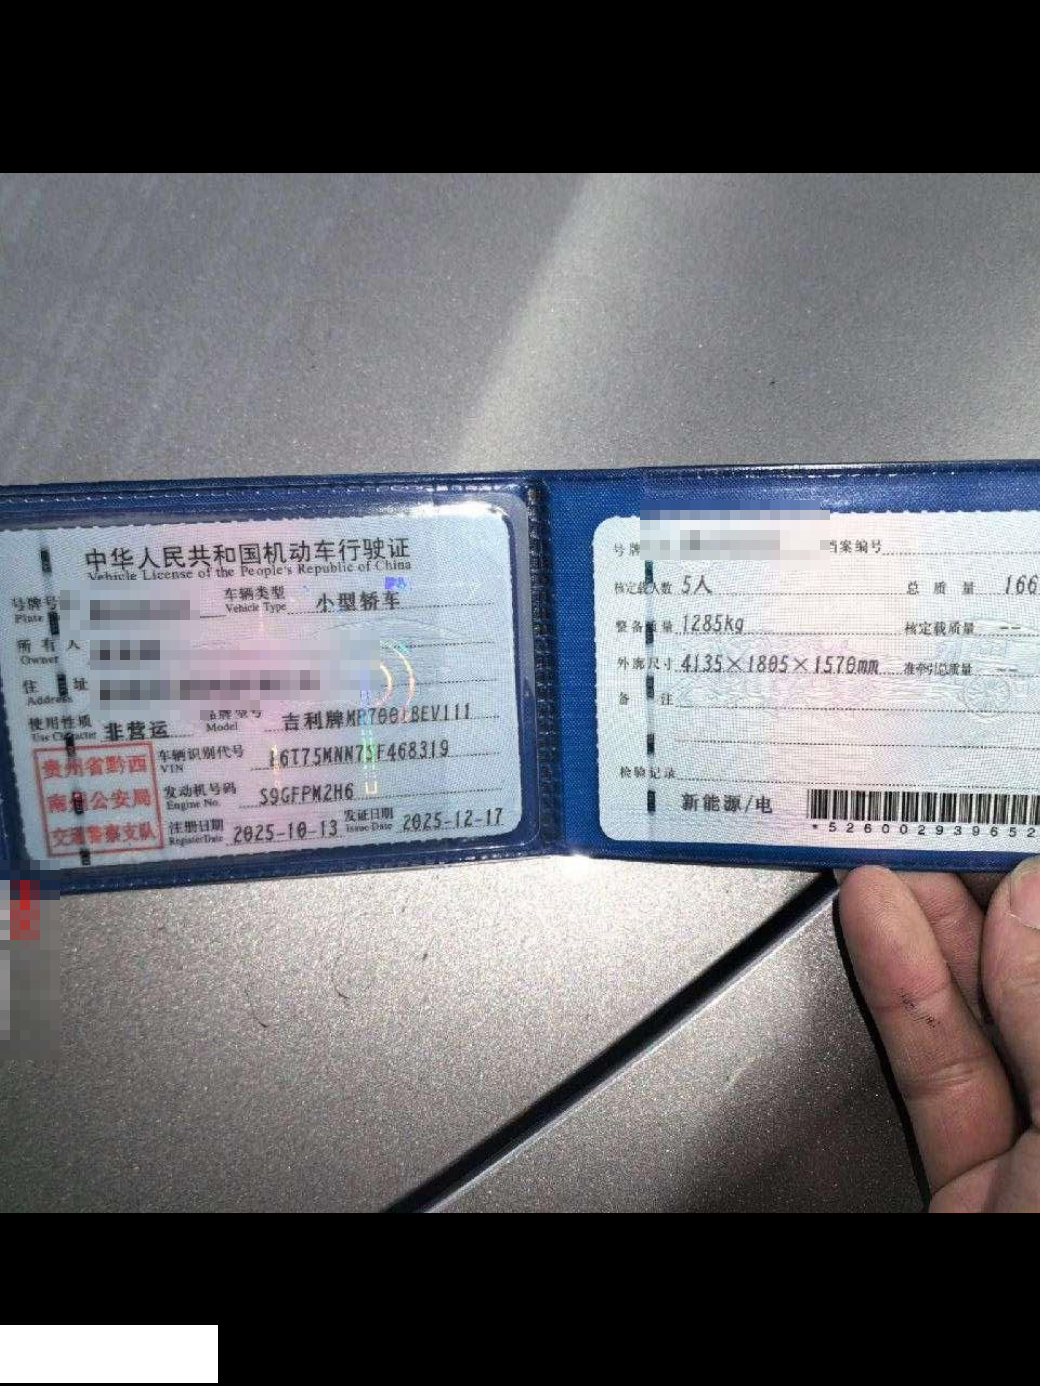 中华人民共和国机动车行驶证
Vehicle License of the People's Republic of China
号牌号
Plate
车辆类型
Vehicle Type
小型轿车
所有人
Owner
住址
Address
使用性质
Use Character
非营运
品牌型号
Model
吉利牌MR7001BEV111
贵州省黔西
南州公安局
交通警察支队
车辆识别代号
VIN
L6T75MNN7SF468319
发动机号码
Engine No.
S9GFPM2H6
注册日期
Register Date
2025-10-13
发证日期
Issue Date
2025-12-17
号牌
档案编号
核定载人数
5人
总质量
166
整备质量
1285kg
核定载质量
--
外廓尺寸
4135×1805×1570mm
准牵引总质量
--
备注
检验记录
新能源/电
*526002939652